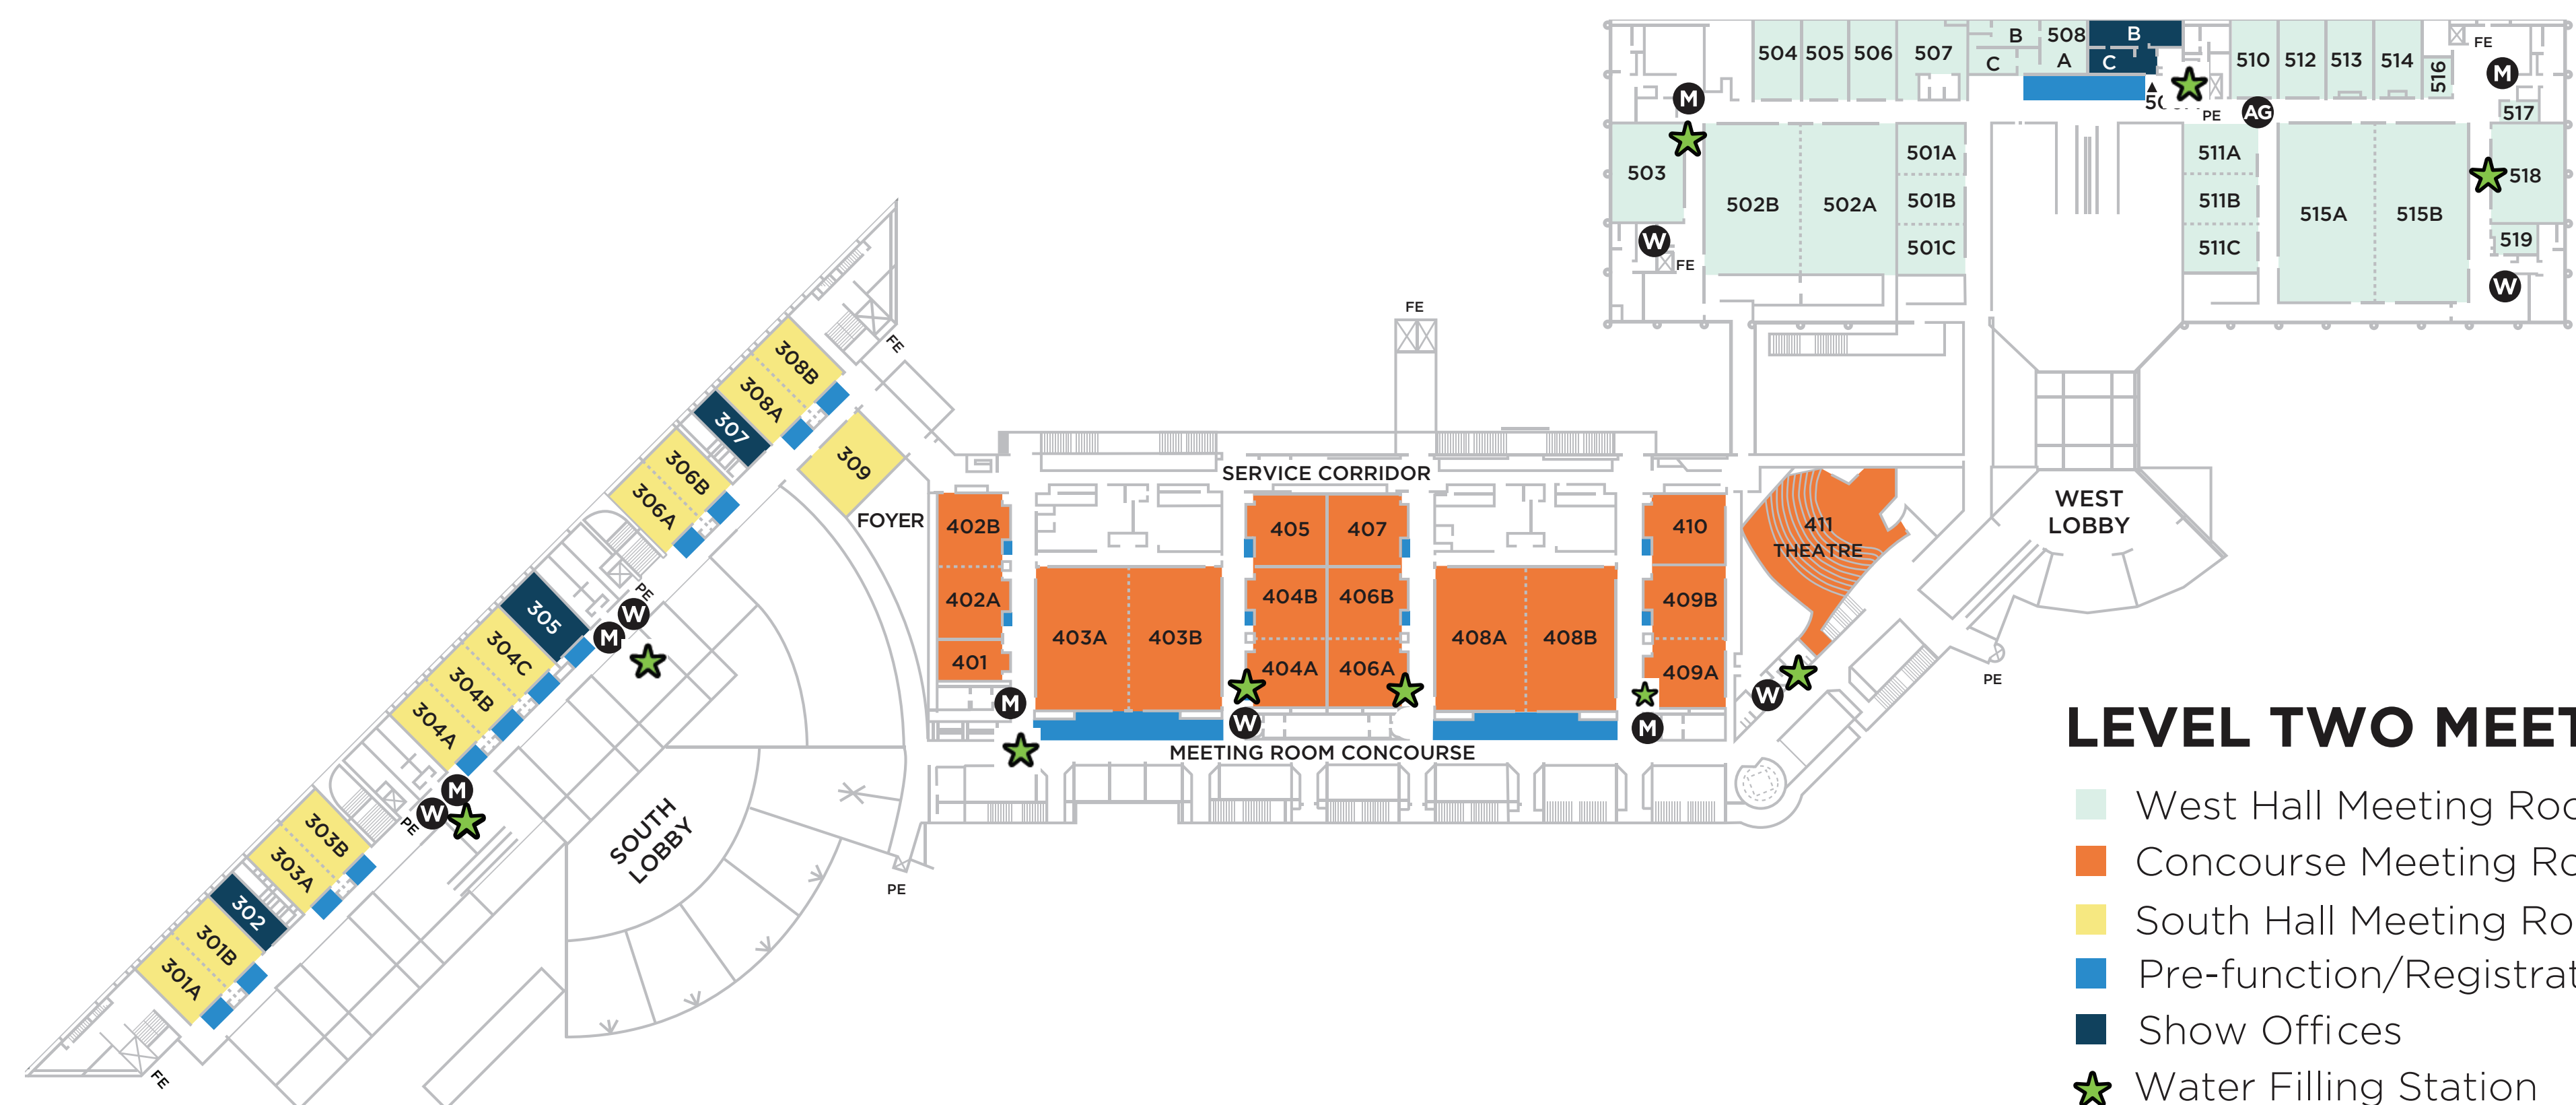 504 505 506 507 B 508 B
C A C
510 512 513 514 516
FE
M
M
AG
PE
517
503
502B 502A
501A
501B
501C
511A
511B
511C
515A 515B
518
519
W
FE
W
FE
308B
308A
307
306B
306A
309
FE
FOYER
305
304C
304B
304A
PE
W
M
M
W
PE
303B
303A
302
301B
301A
FE
SOUTH
LOBBY
PE
SERVICE CORRIDOR
402B
402A
401
M
403A 403B
405 407
404B 406B
404A 406A
W
408A 408B
410
409B
409A
M
411
THEATRE
W
MEETING ROOM CONCOURSE
WEST
LOBBY
PE
LEVEL TWO MEET
West Hall Meeting Roo
Concourse Meeting Ro
South Hall Meeting Ro
Pre-function/Registrat
Show Offices
Water Filling Station